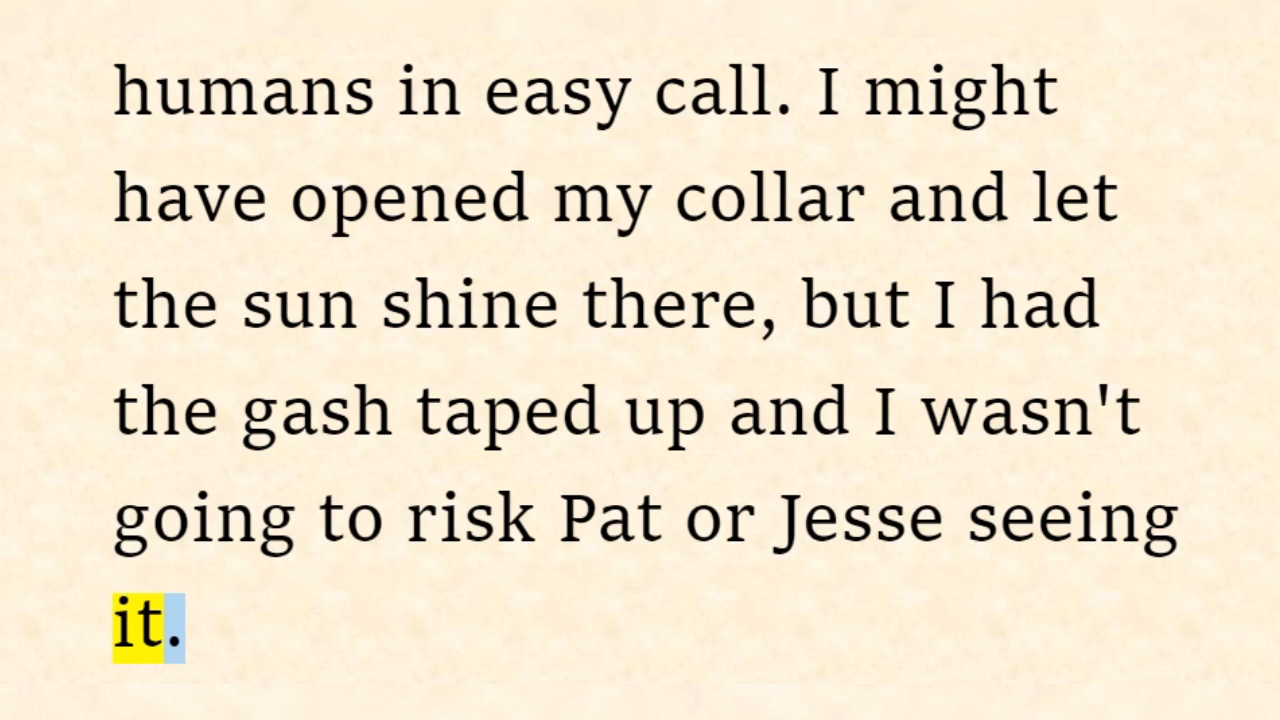 humans in easy call. I might
have opened my collar and let
the sun shine there, but I had
the gash taped up and I wasn't
going to risk Pat or Jesse seeing
it.